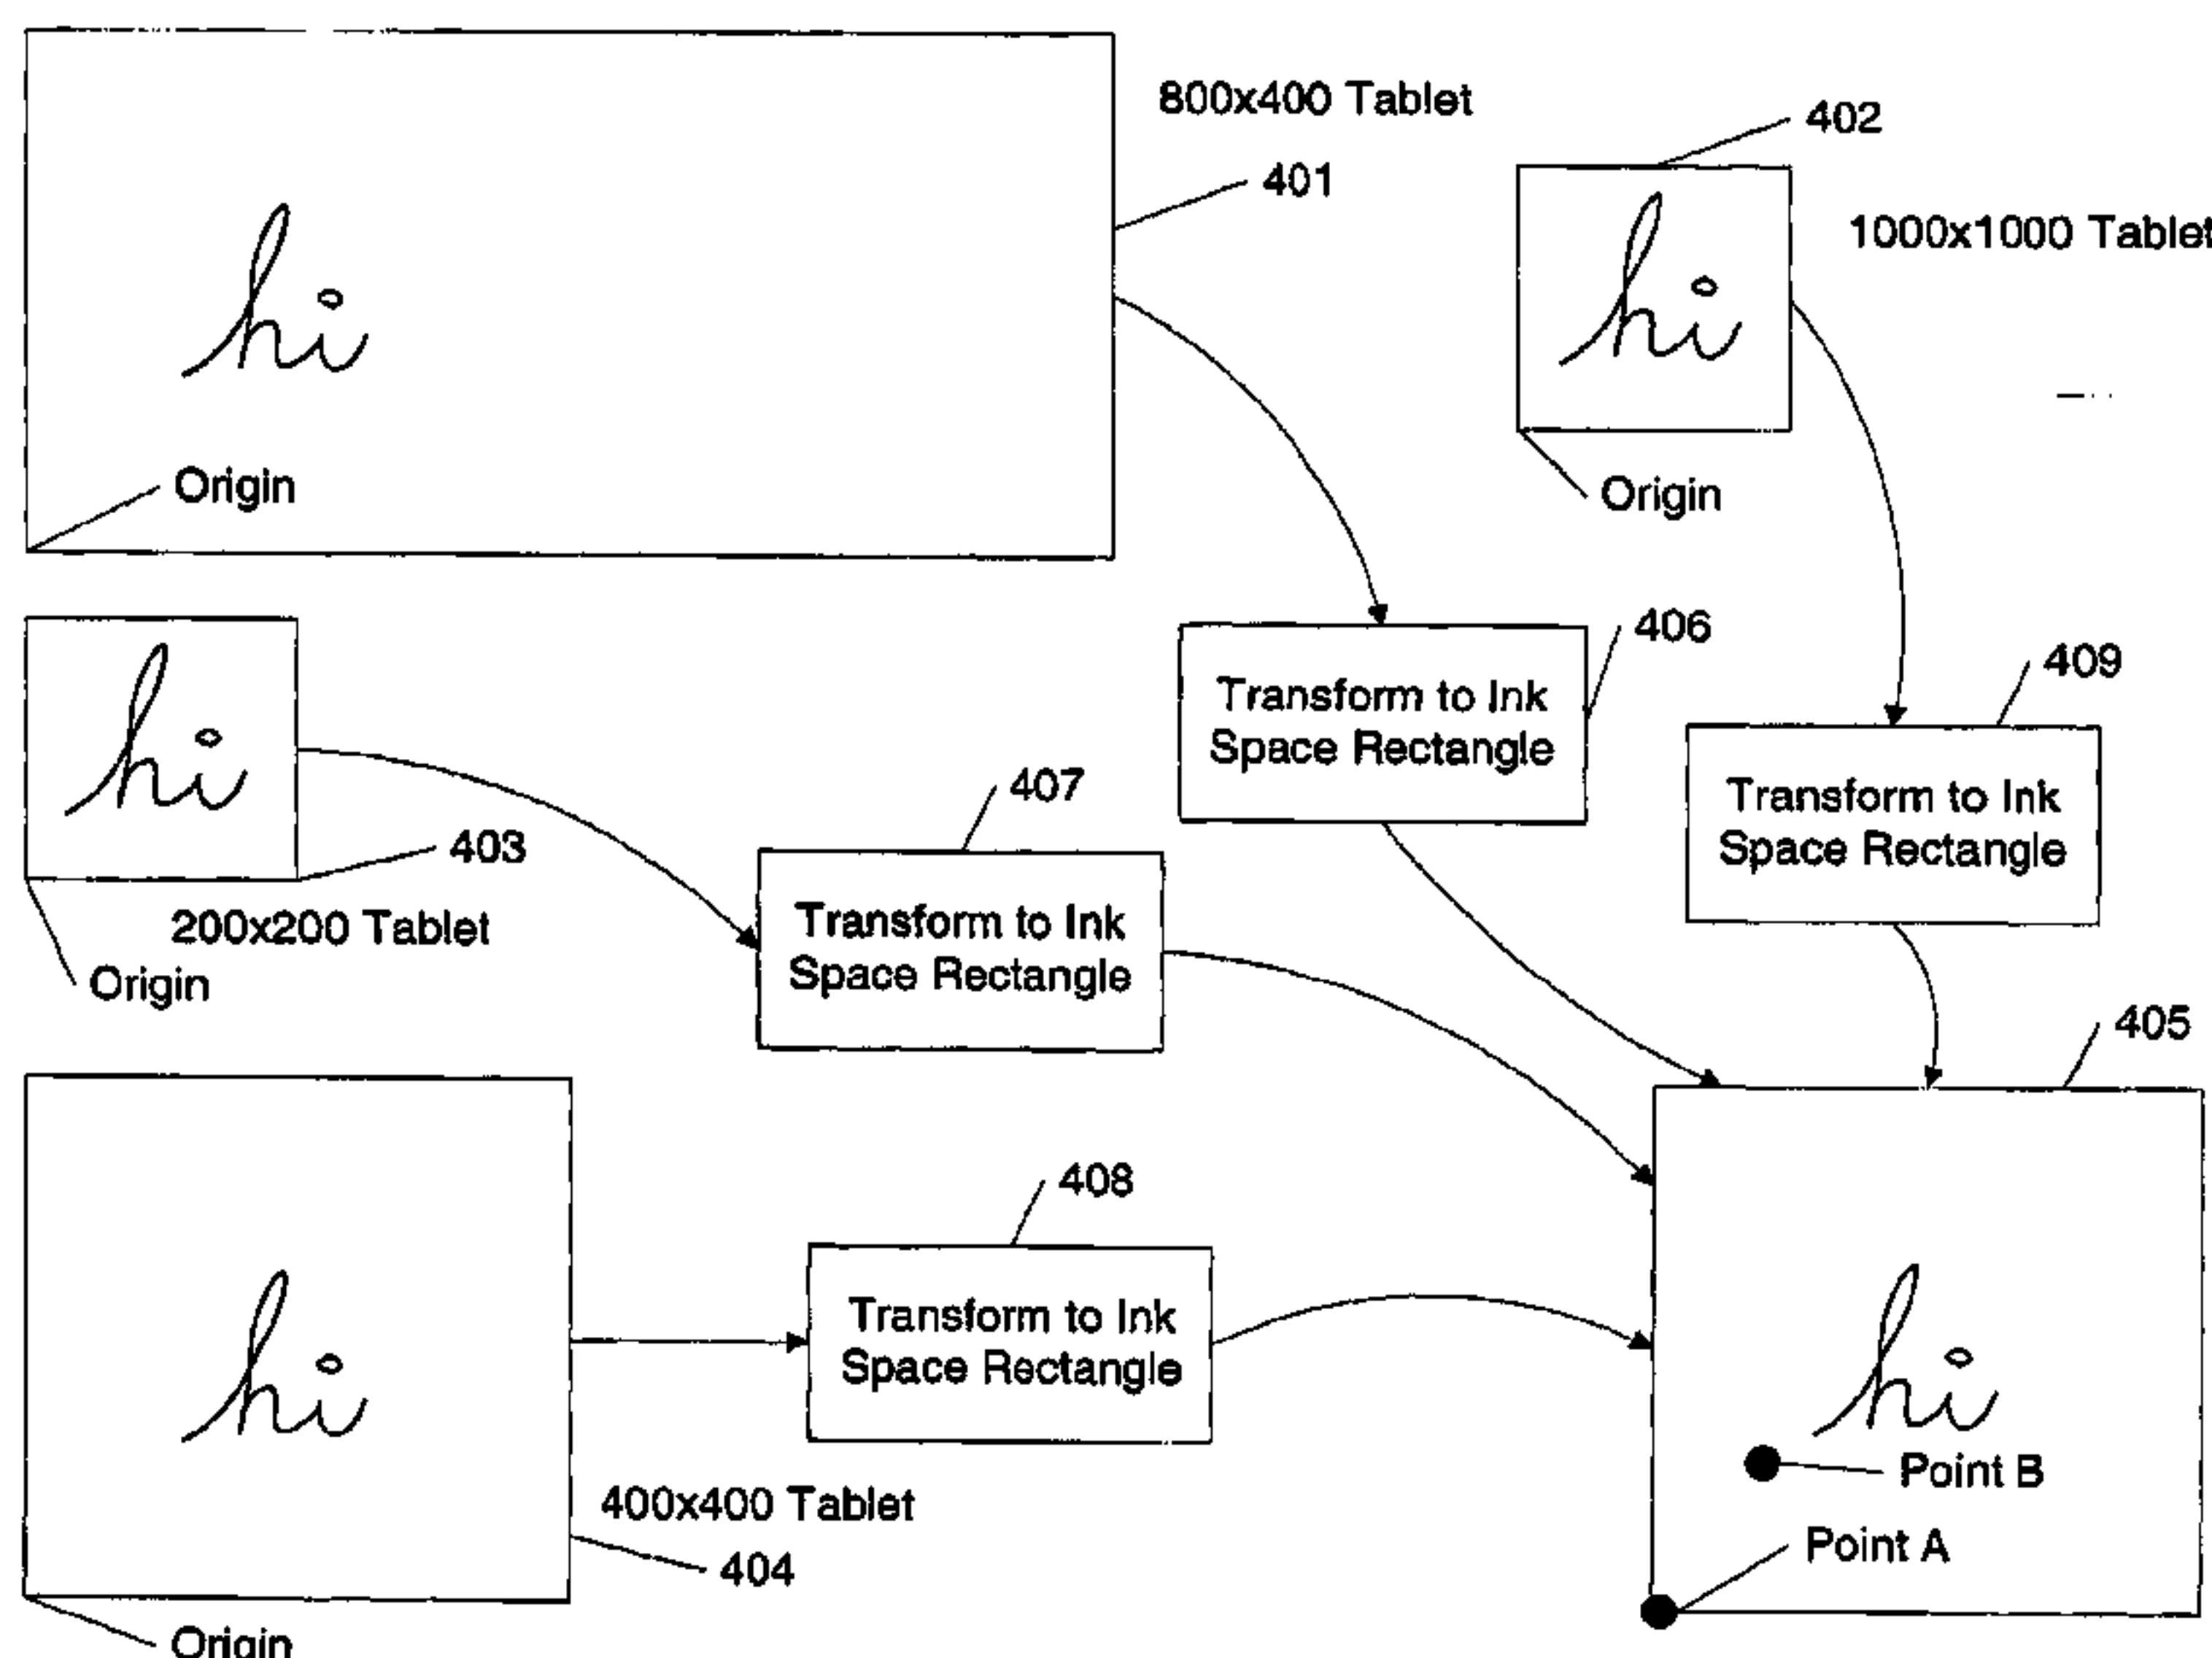 800x400 Tablet
401
402
1000x1000 Tablet
hi
hi
Origin
Origin
hi
403
200x200 Tablet
Origin
406
Transform to Ink
Space Rectangle
409
Transform to Ink
Space Rectangle
407
Transform to Ink
Space Rectangle
405
408
Transform to Ink
Space Rectangle
hi
400x400 Tablet
404
Origin
hi
Point B
Point A